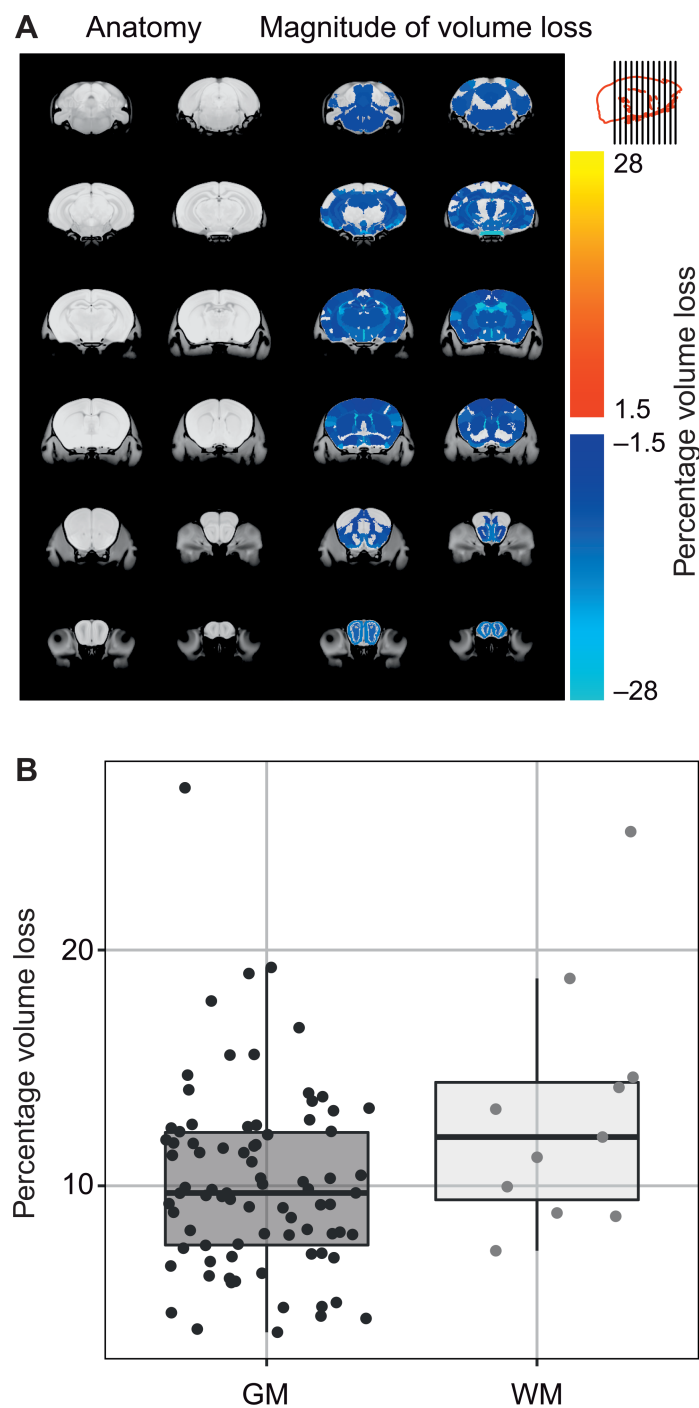 A
Anatomy
Magnitude of volume loss
28
1.5
–1.5
–28
Percentage volume loss
B
Percentage volume loss
20
10
GM
WM